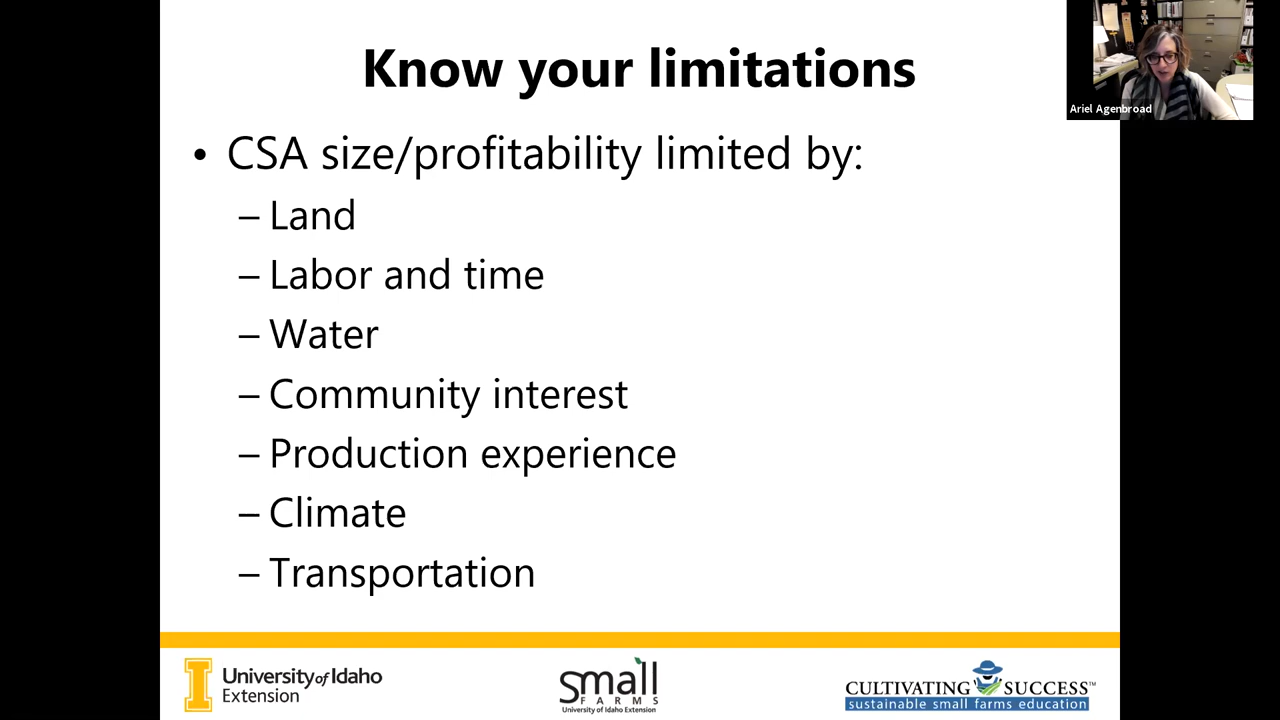 Know your limitations
Ariel Agenbroad
• CSA size/profitability limited by:
– Land
– Labor and time
– Water
– Community interest
– Production experience
– Climate
– Transportation
I
University of Idaho
Extension
small
FARMS
University of Idaho Extension
CULTIVATING SUCCESS™
sustainable small farms education